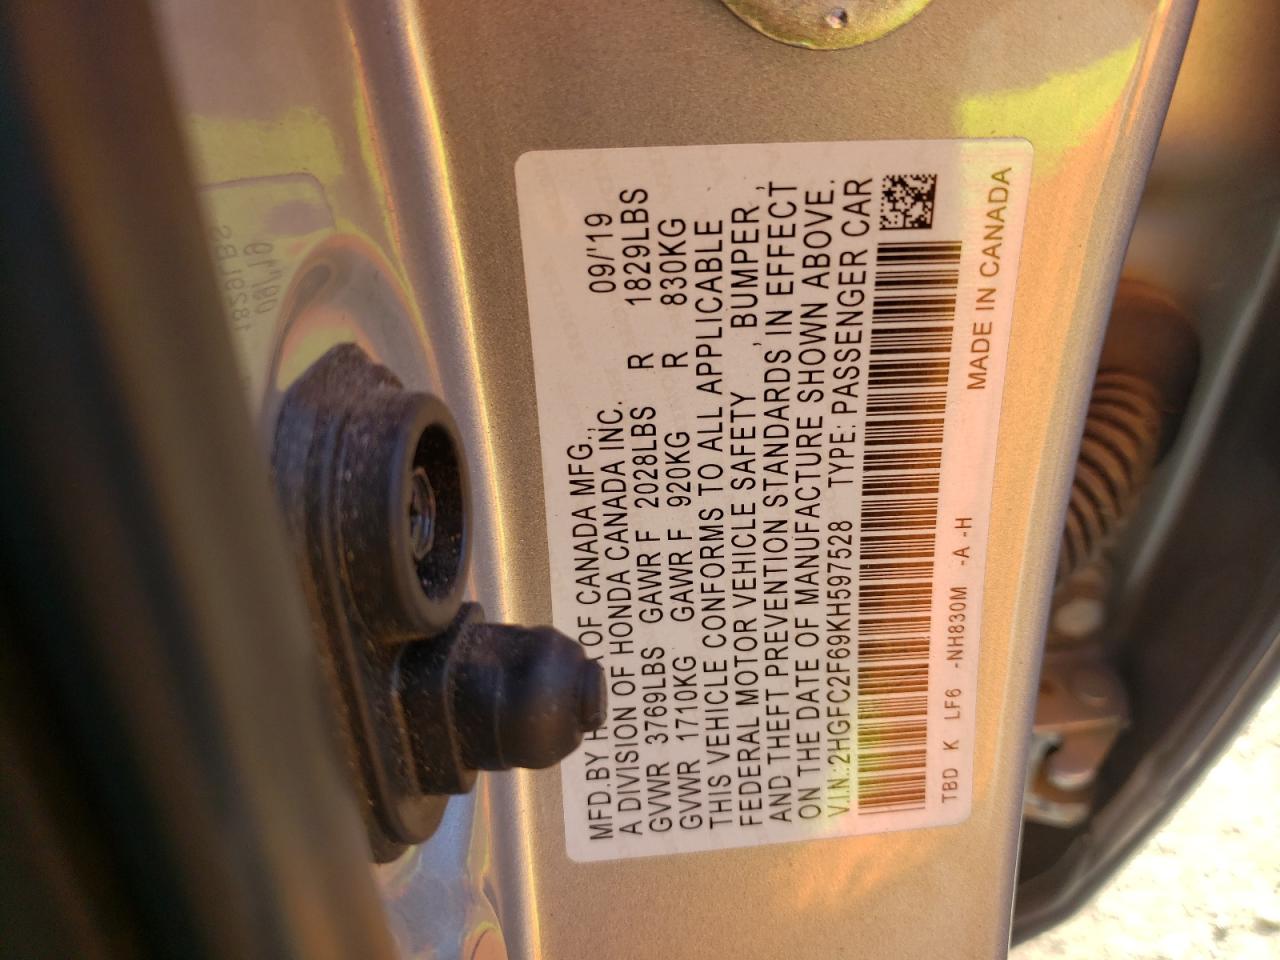 MFD.BY OF CANADA MFG., 09/'19
A DIVISION OF HONDA CANADA INC.
GVWR 3769LBS GAWR F 2028LBS R 1829LBS
GVWR 1710KG GAWR F 920KG R 830KG
THIS VEHICLE CONFORMS TO ALL APPLICABLE
FEDERAL MOTOR VEHICLE SAFETY , BUMPER ,
AND THEFT PREVENTION STANDARDS, IN EFFECT
ON THE DATE OF MANUFACTURE SHOWN ABOVE.
V.I.N.:2HGFC2F69KH597528 TYPE: PASSENGER CAR
TBD K LF6 -NH830M -A -H MADE IN CANADA